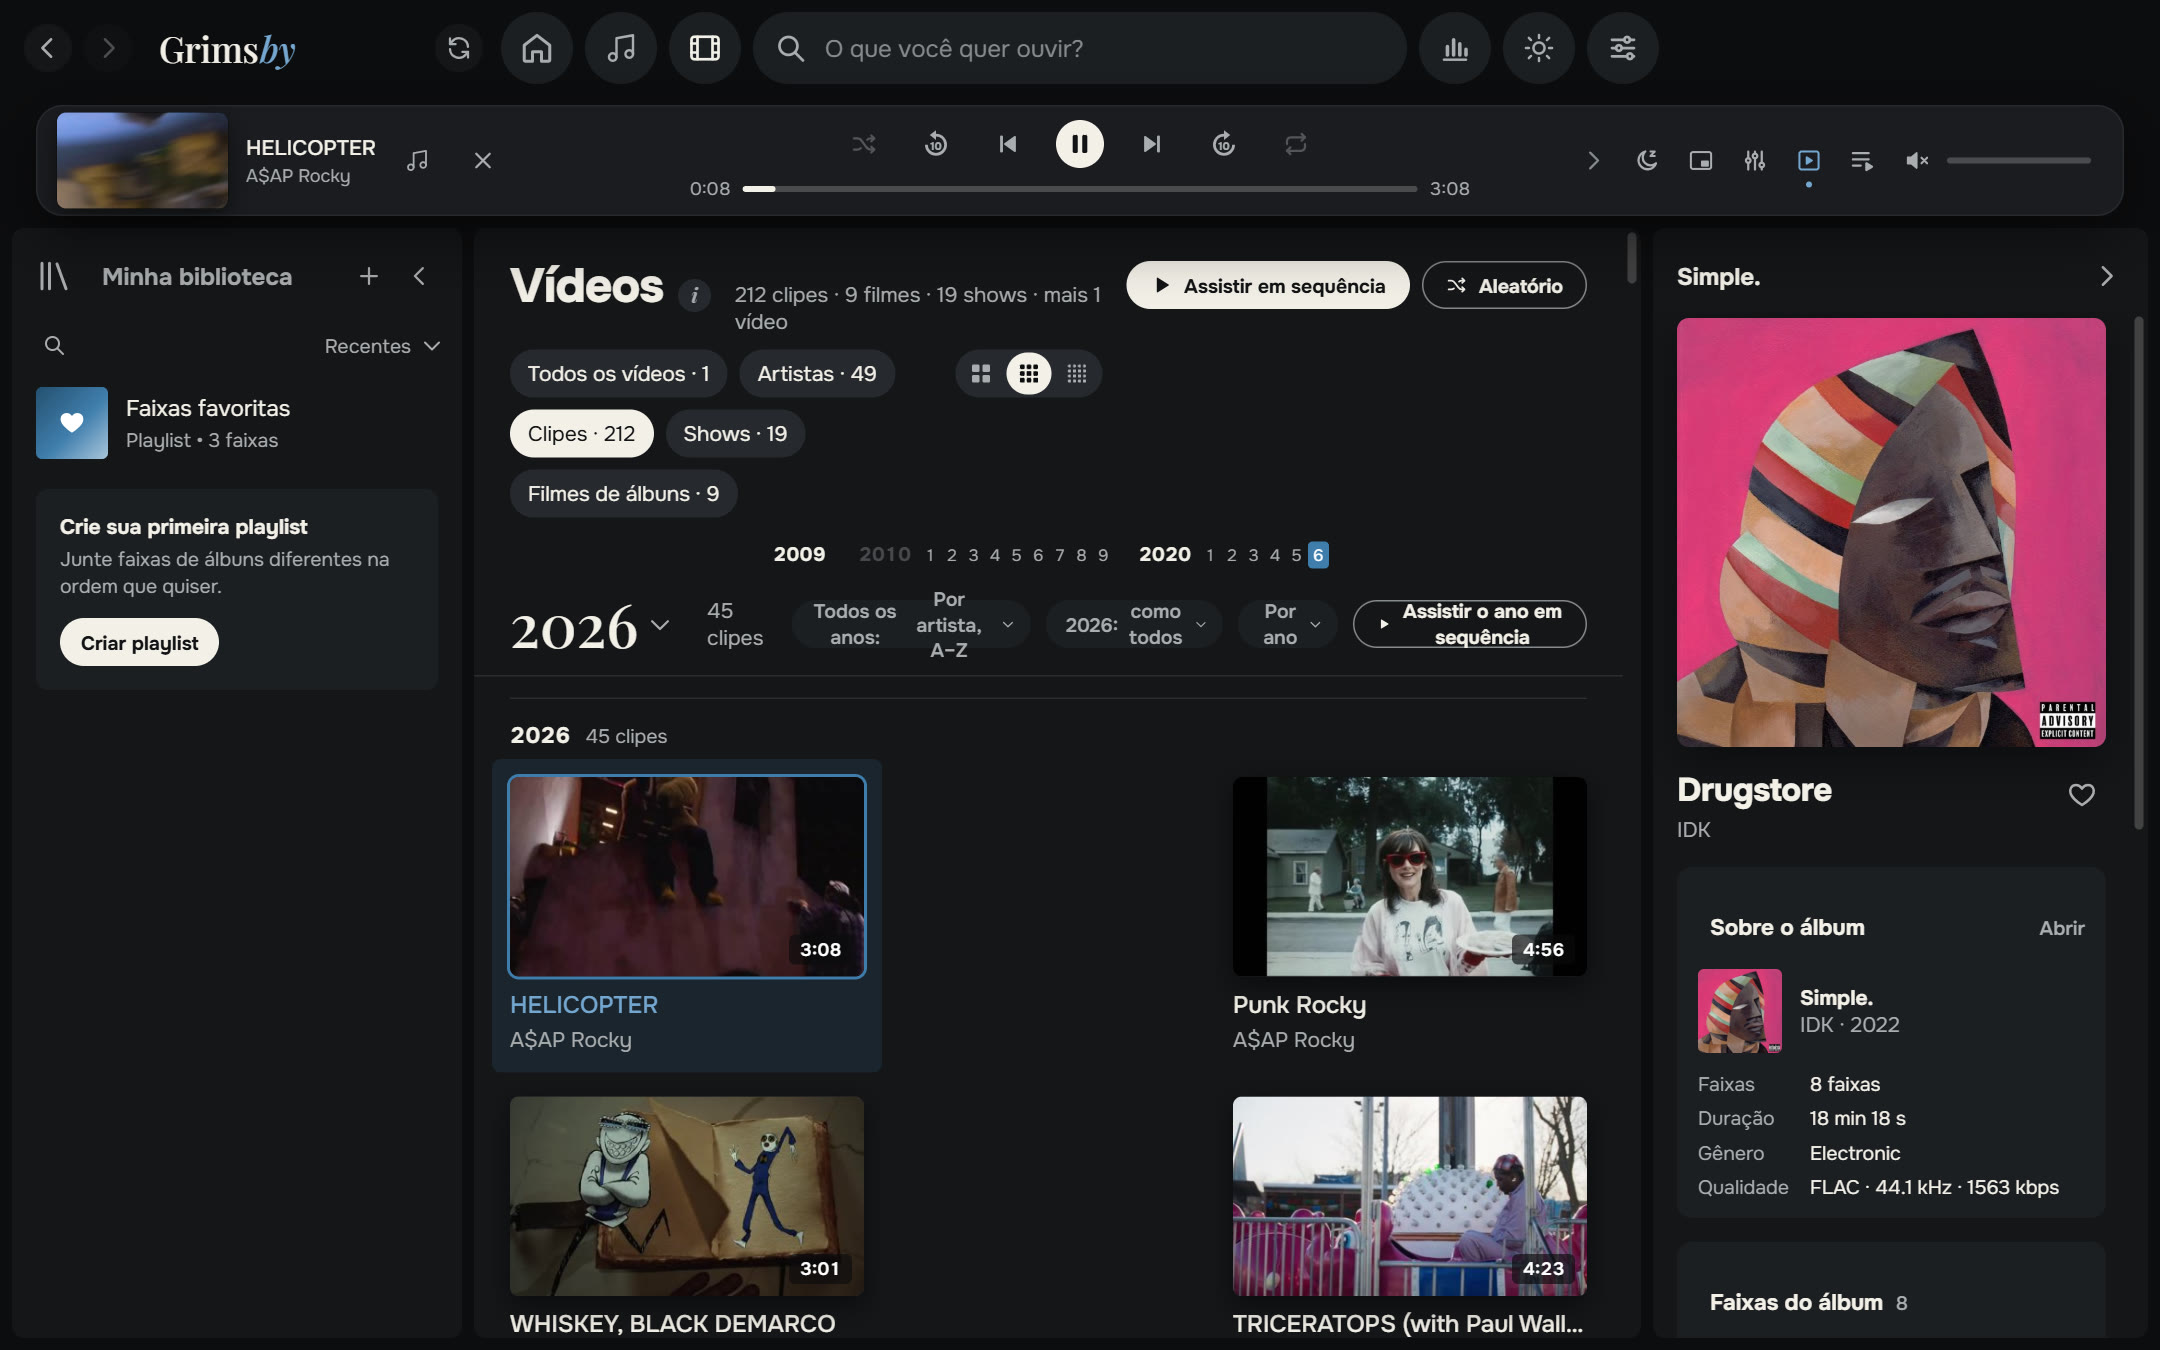 Grimsby
O que você quer ouvir?
HELICOPTER
A$AP Rocky
10
10
0:08
3:08
Minha biblioteca
Recentes
Faixas favoritas
Playlist • 3 faixas
Crie sua primeira playlist
Junte faixas de álbuns diferentes na
ordem que quiser.
Criar playlist
Vídeos
i
212 clipes · 9 filmes · 19 shows · mais 1
vídeo
Assistir em sequência
Aleatório
Todos os vídeos · 1
Artistas · 49
Clipes · 212
Shows · 19
Filmes de álbuns · 9
2009 2010 1 2 3 4 5 6 7 8 9 2020 1 2 3 4 5 6
2026
45
clipes
Todos os
anos:
Por
artista,
A–Z
2026:
como
todos
Por
ano
Assistir o ano em
sequência
2026 45 clipes
3:08
HELICOPTER
A$AP Rocky
4:56
Punk Rocky
A$AP Rocky
3:01
WHISKEY, BLACK DEMARCO
4:23
TRICERATOPS (with Paul Wall...
Simple.
PARENTAL
ADVISORY
EXPLICIT CONTENT
Drugstore
IDK
Sobre o álbum
Abrir
Simple.
IDK · 2022
Faixas 8 faixas
Duração 18 min 18 s
Gênero Electronic
Qualidade FLAC · 44.1 kHz · 1563 kbps
Faixas do álbum 8